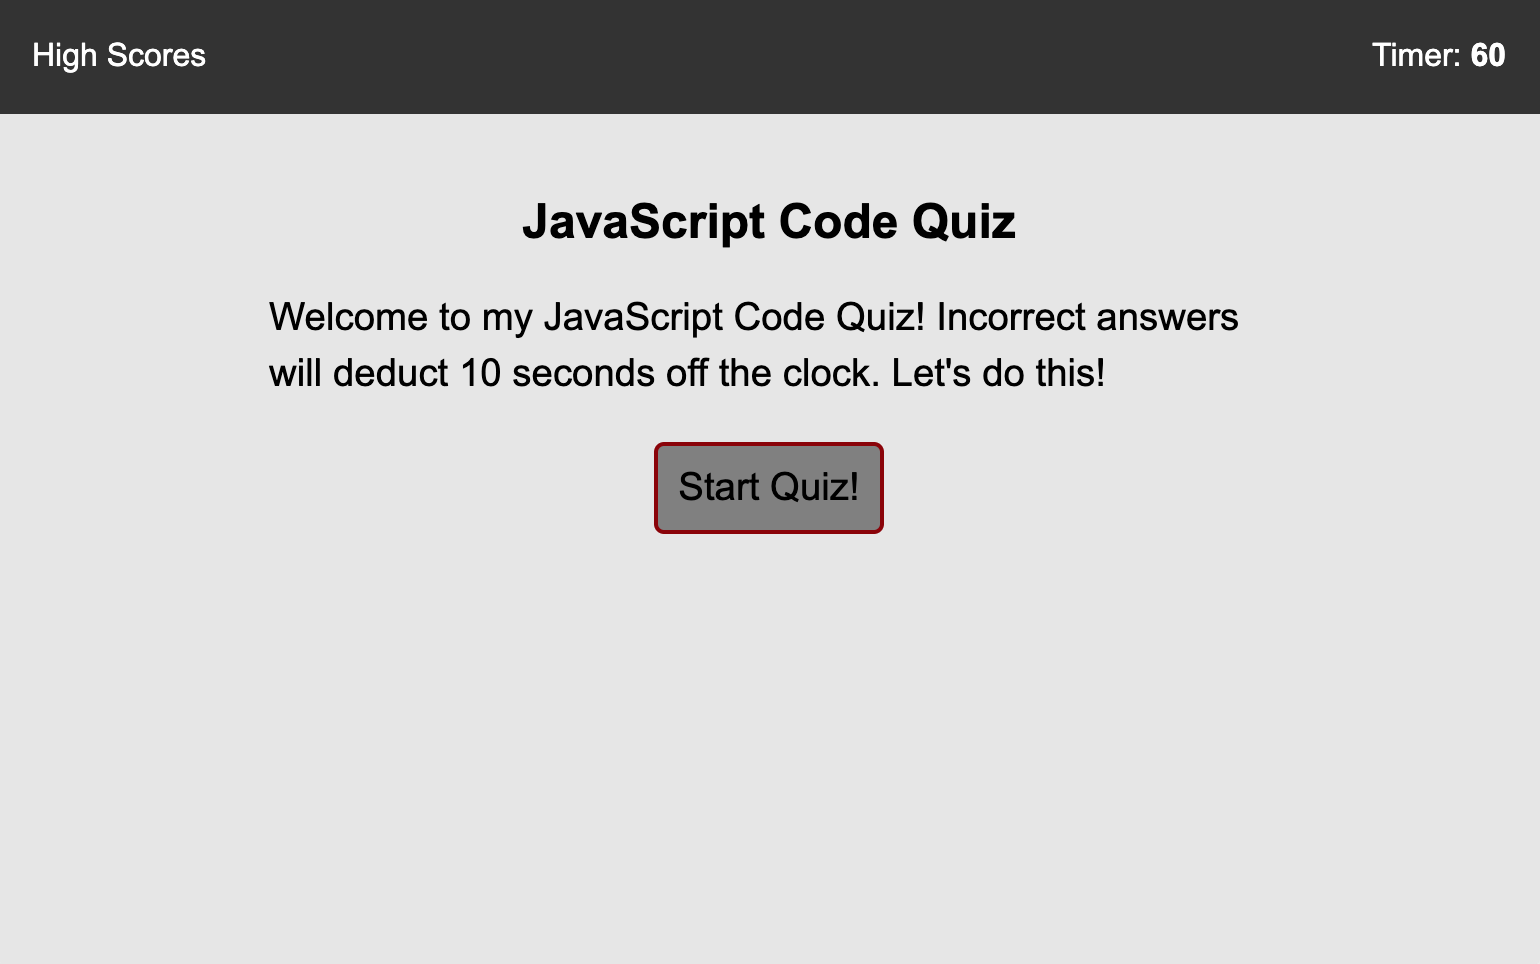 High Scores
Timer: 60
JavaScript Code Quiz
Welcome to my JavaScript Code Quiz! Incorrect answers
will deduct 10 seconds off the clock. Let's do this!
Start Quiz!